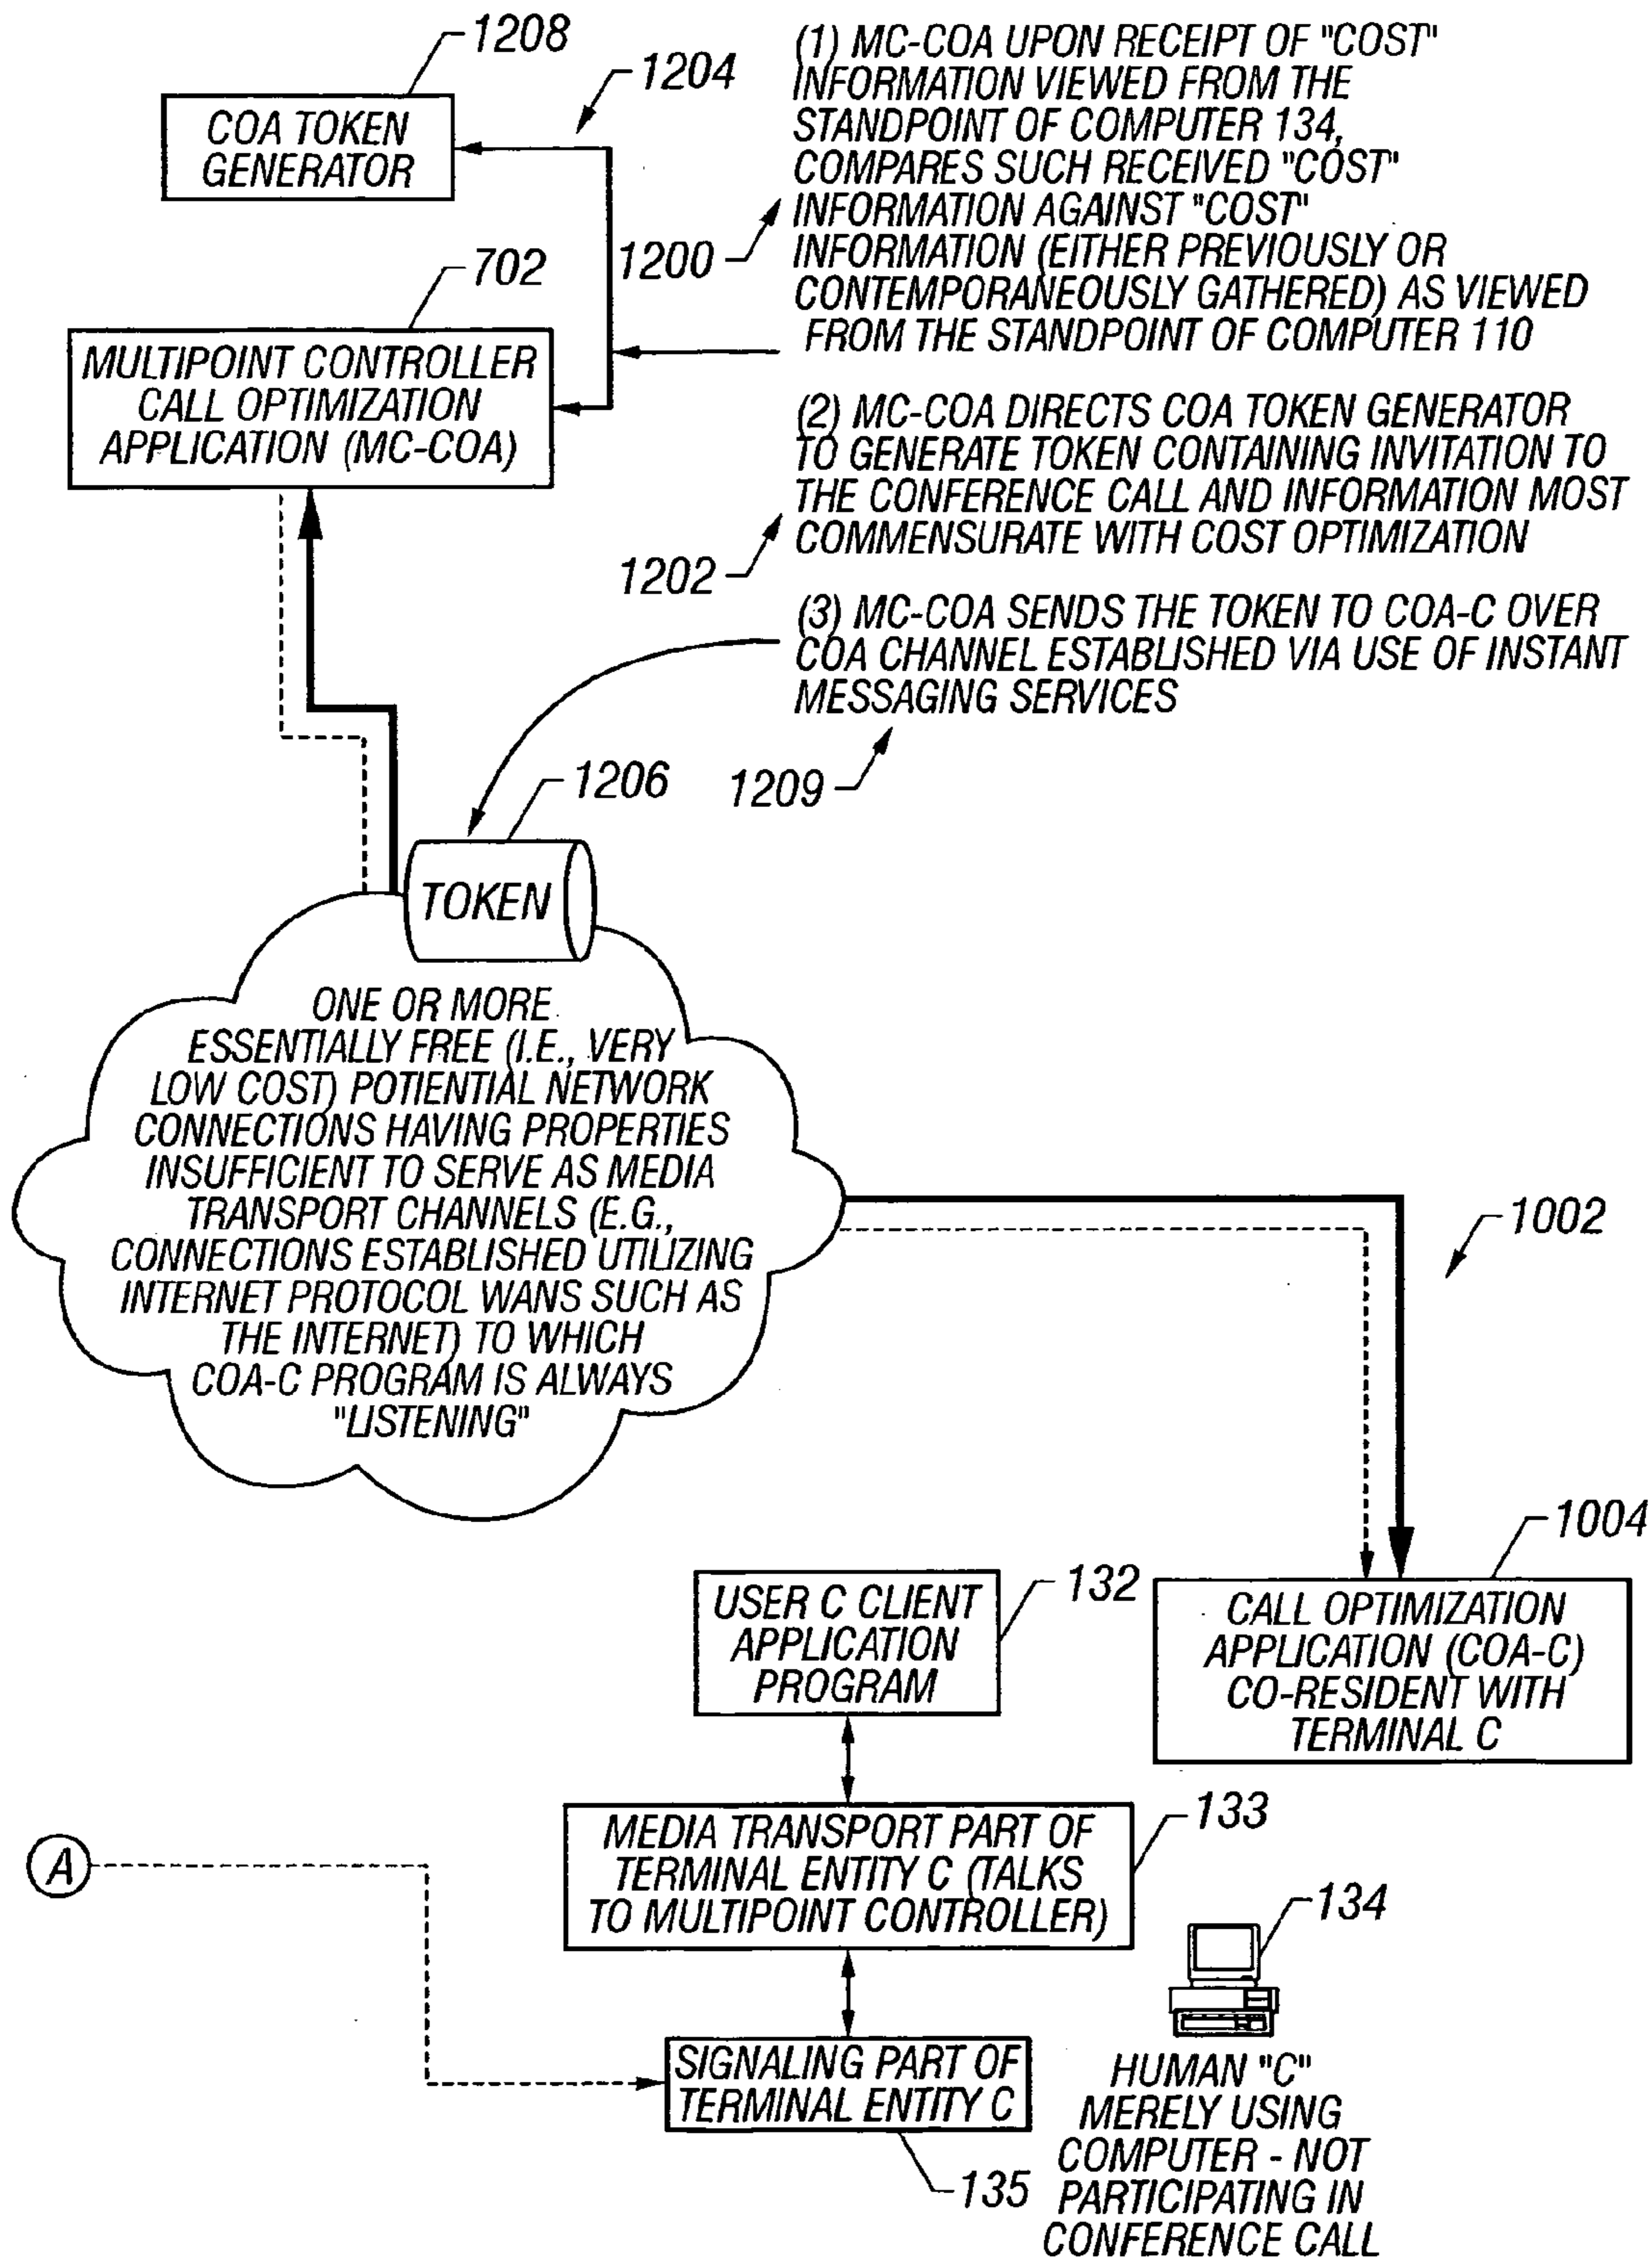 1208
COA TOKEN
GENERATOR
1204
(1) MC-COA UPON RECEIPT OF "COST"
INFORMATION VIEWED FROM THE
STANDPOINT OF COMPUTER 134,
COMPARES SUCH RECEIVED "COST"
INFORMATION AGAINST "COST"
INFORMATION (EITHER PREVIOUSLY OR
CONTEMPORANEOUSLY GATHERED) AS VIEWED
FROM THE STANDPOINT OF COMPUTER 110
1200
702
MULTIPOINT CONTROLLER
CALL OPTIMIZATION
APPLICATION (MC-COA)
(2) MC-COA DIRECTS COA TOKEN GENERATOR
TO GENERATE TOKEN CONTAINING INVITATION TO
THE CONFERENCE CALL AND INFORMATION MOST
COMMENSURATE WITH COST OPTIMIZATION
1202
(3) MC-COA SENDS THE TOKEN TO COA-C OVER
COA CHANNEL ESTABLISHED VIA USE OF INSTANT
MESSAGING SERVICES
1209
1206
TOKEN
ONE OR MORE
ESSENTIALLY FREE (I.E., VERY
LOW COST) POTIENTIAL NETWORK
CONNECTIONS HAVING PROPERTIES
INSUFFICIENT TO SERVE AS MEDIA
TRANSPORT CHANNELS (E.G.,
CONNECTIONS ESTABLISHED UTILIZING
INTERNET PROTOCOL WANS SUCH AS
THE INTERNET) TO WHICH
COA-C PROGRAM IS ALWAYS
"LISTENING"
1002
1004
CALL OPTIMIZATION
APPLICATION (COA-C)
CO-RESIDENT WITH
TERMINAL C
132
USER C CLIENT
APPLICATION
PROGRAM
133
MEDIA TRANSPORT PART OF
TERMINAL ENTITY C (TALKS
TO MULTIPOINT CONTROLLER)
A
134
SIGNALING PART OF
TERMINAL ENTITY C
135
HUMAN "C"
MERELY USING
COMPUTER - NOT
PARTICIPATING IN
CONFERENCE CALL